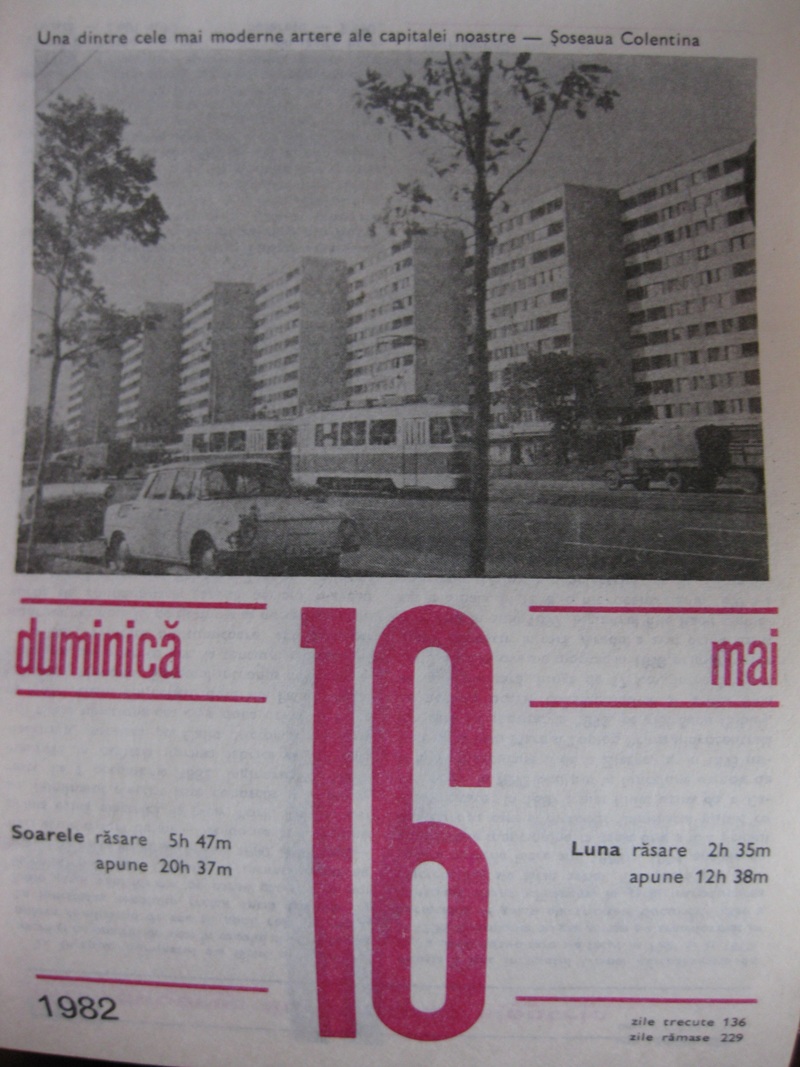 Una dintre cele mai moderne artere ale capitalei noastre — Șoseaua Colentina
duminică
16
mai
Soarele răsare 5h 47m
apune 20h 37m
Luna răsare 2h 35m
apune 12h 38m
1982
zile trecute 136
zile rămase 229